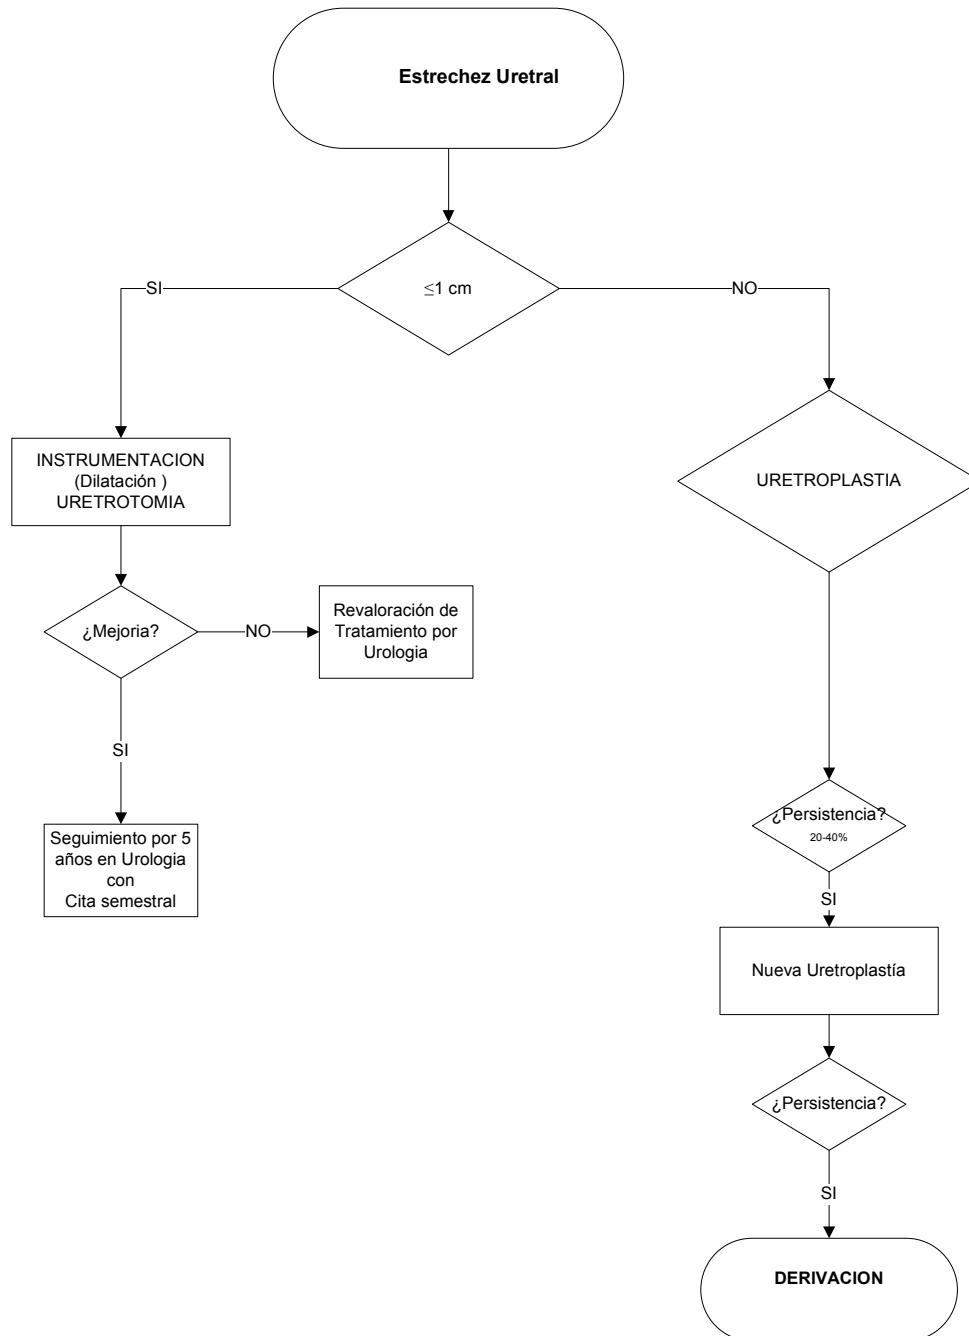 Estrechez Uretral
≤1 cm
SI
NO
INSTRUMENTACION
(Dilatación )
URETROTOMIA
URETROPLASTIA
¿Mejoria?
NO
Revaloración de
Tratamiento por
Urologia
SI
Seguimiento por 5
años en Urologia
con
Cita semestral
¿Persistencia?
20-40%
SI
Nueva Uretroplastía
¿Persistencia?
SI
DERIVACION